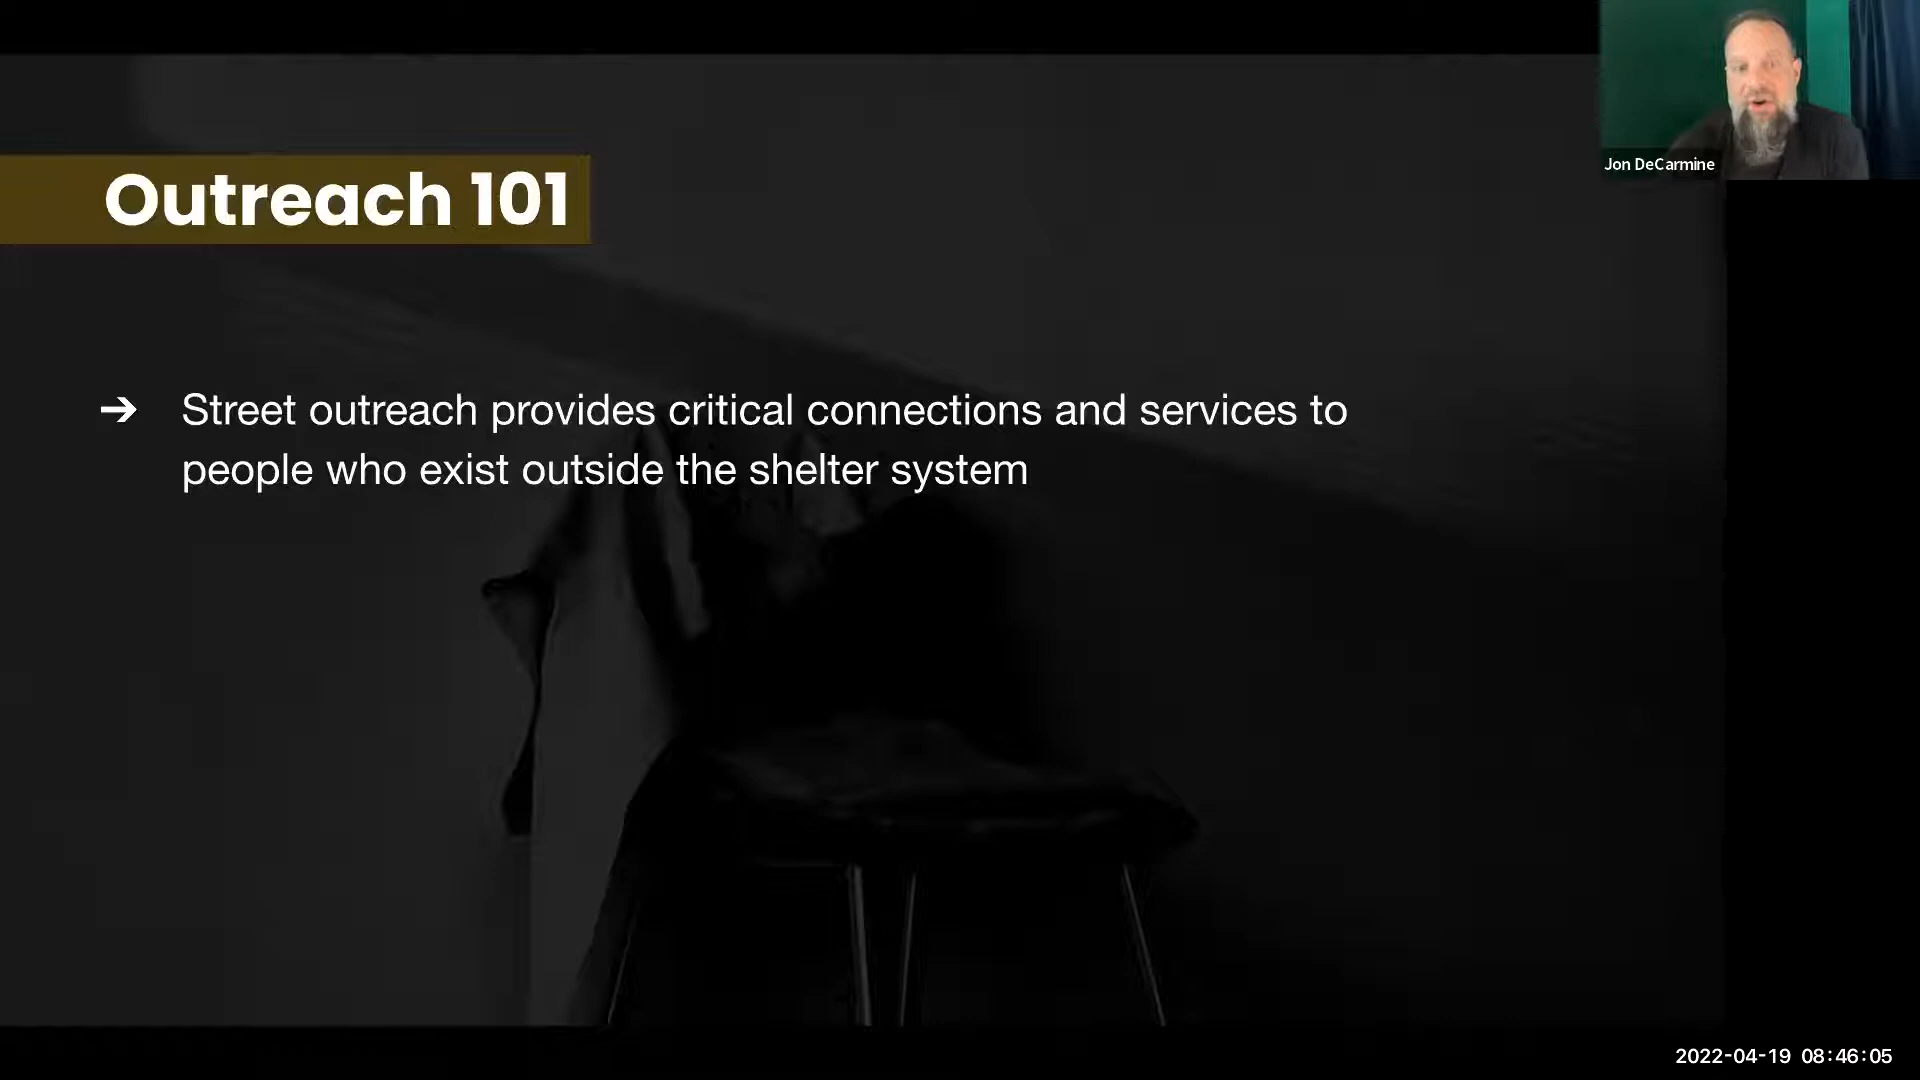 Jon DeCarmine
Outreach 101
➔ Street outreach provides critical connections and services to
people who exist outside the shelter system
2022-04-19 08:46:05